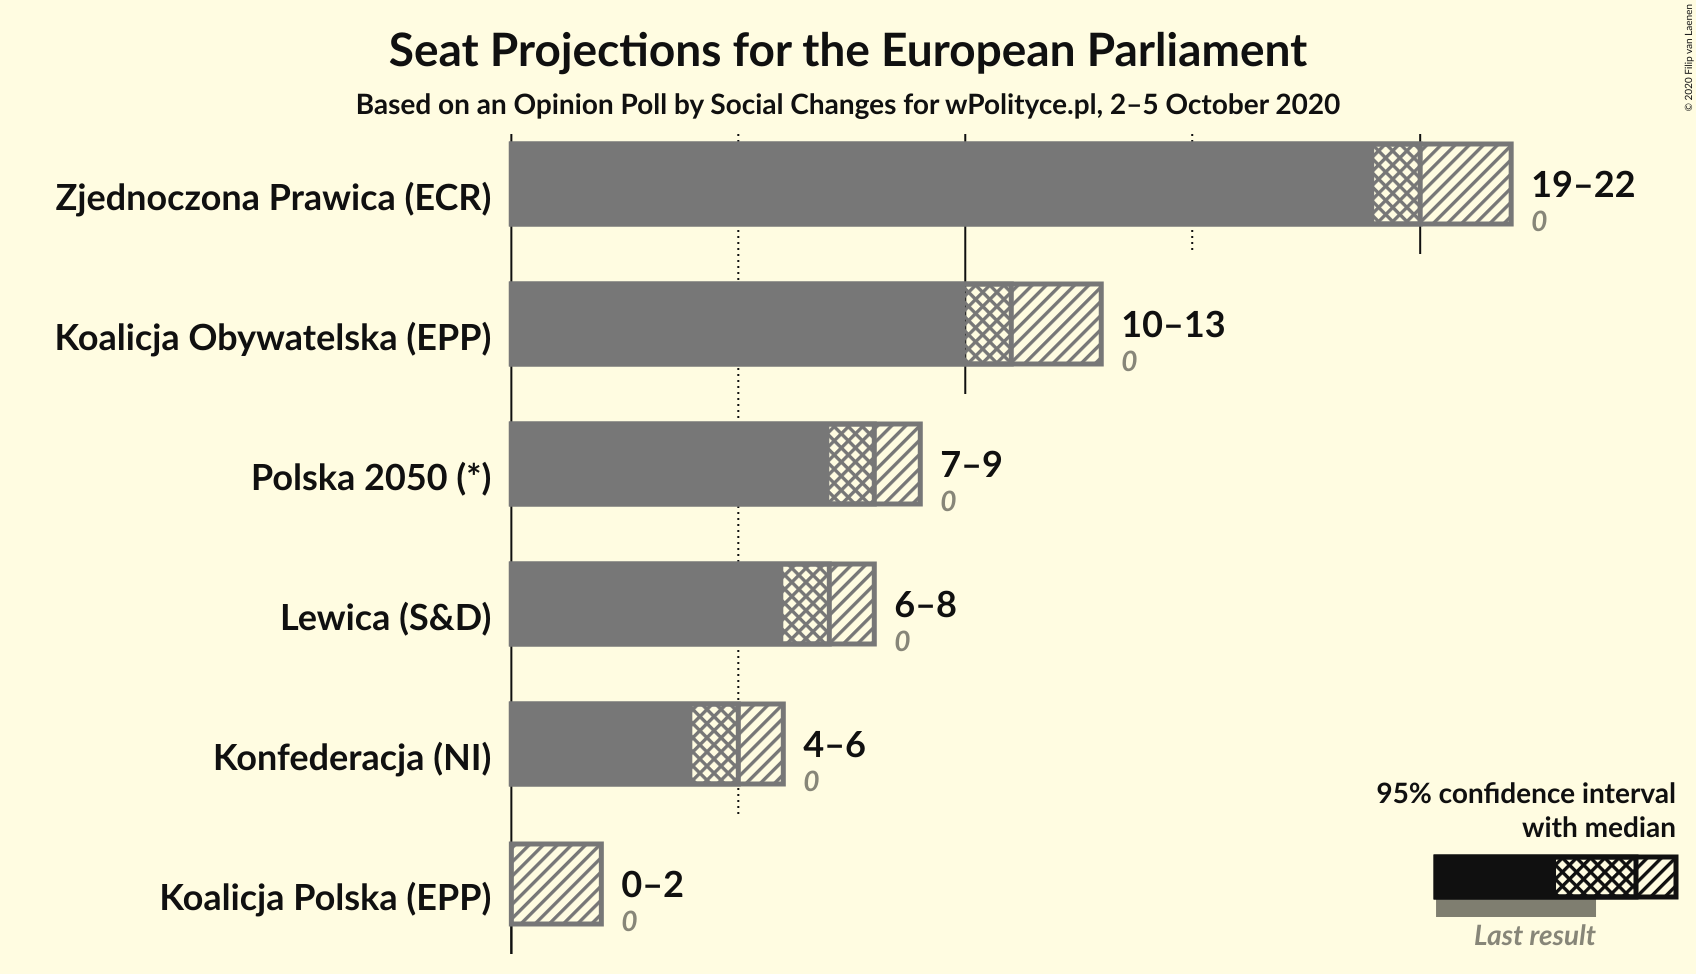 Seat Projections for the European Parliament
Based on an Opinion Poll by Social Changes for wPolityce.pl, 2–5 October 2020
© 2020 Filip van Laenen
Zjednoczona Prawica (ECR)
19–22
0
Koalicja Obywatelska (EPP)
10–13
0
Polska 2050 (*)
7–9
0
Lewica (S&D)
6–8
0
Konfederacja (NI)
4–6
0
Koalicja Polska (EPP)
0–2
0
95% confidence interval
with median
Last result